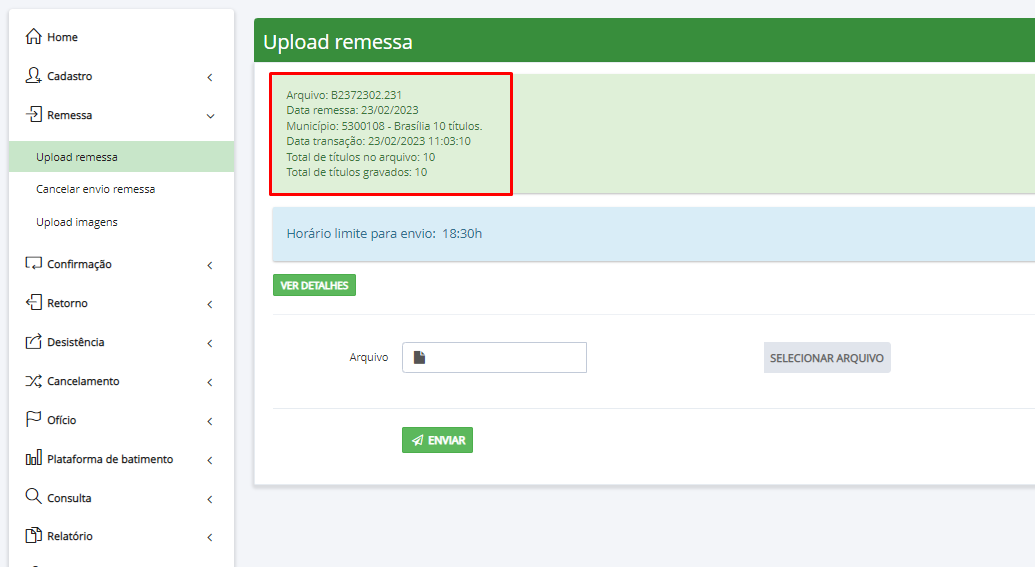 Home
Cadastro
Remessa
Upload remessa
Cancelar envio remessa
Upload imagens
Confirmação
Retorno
Desistência
Cancelamento
Ofício
Plataforma de batimento
Consulta
Relatório
Upload remessa
Arquivo: B2372302.231
Data remessa: 23/02/2023
Município: 5300108 - Brasília 10 títulos.
Data transação: 23/02/2023 11:03:10
Total de títulos no arquivo: 10
Total de títulos gravados: 10
Horário limite para envio: 18:30h
VER DETALHES
Arquivo
SELECIONAR ARQUIVO
ENVIAR